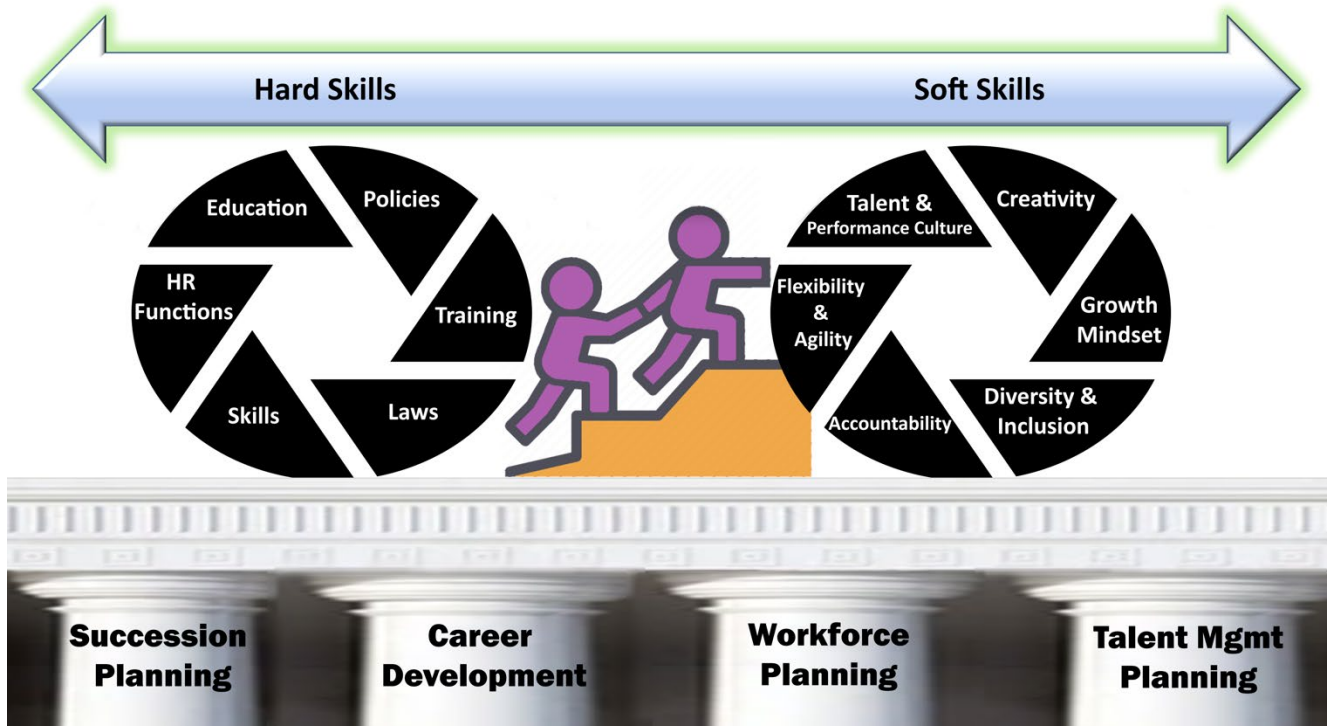 Hard Skills
Soft Skills
Education
Policies
HR
Functions
Training
Skills
Laws
Talent &
Performance Culture
Creativity
Flexibility
&
Agility
Growth
Mindset
Accountability
Diversity &
Inclusion
Succession
Planning
Career
Development
Workforce
Planning
Talent Mgmt
Planning